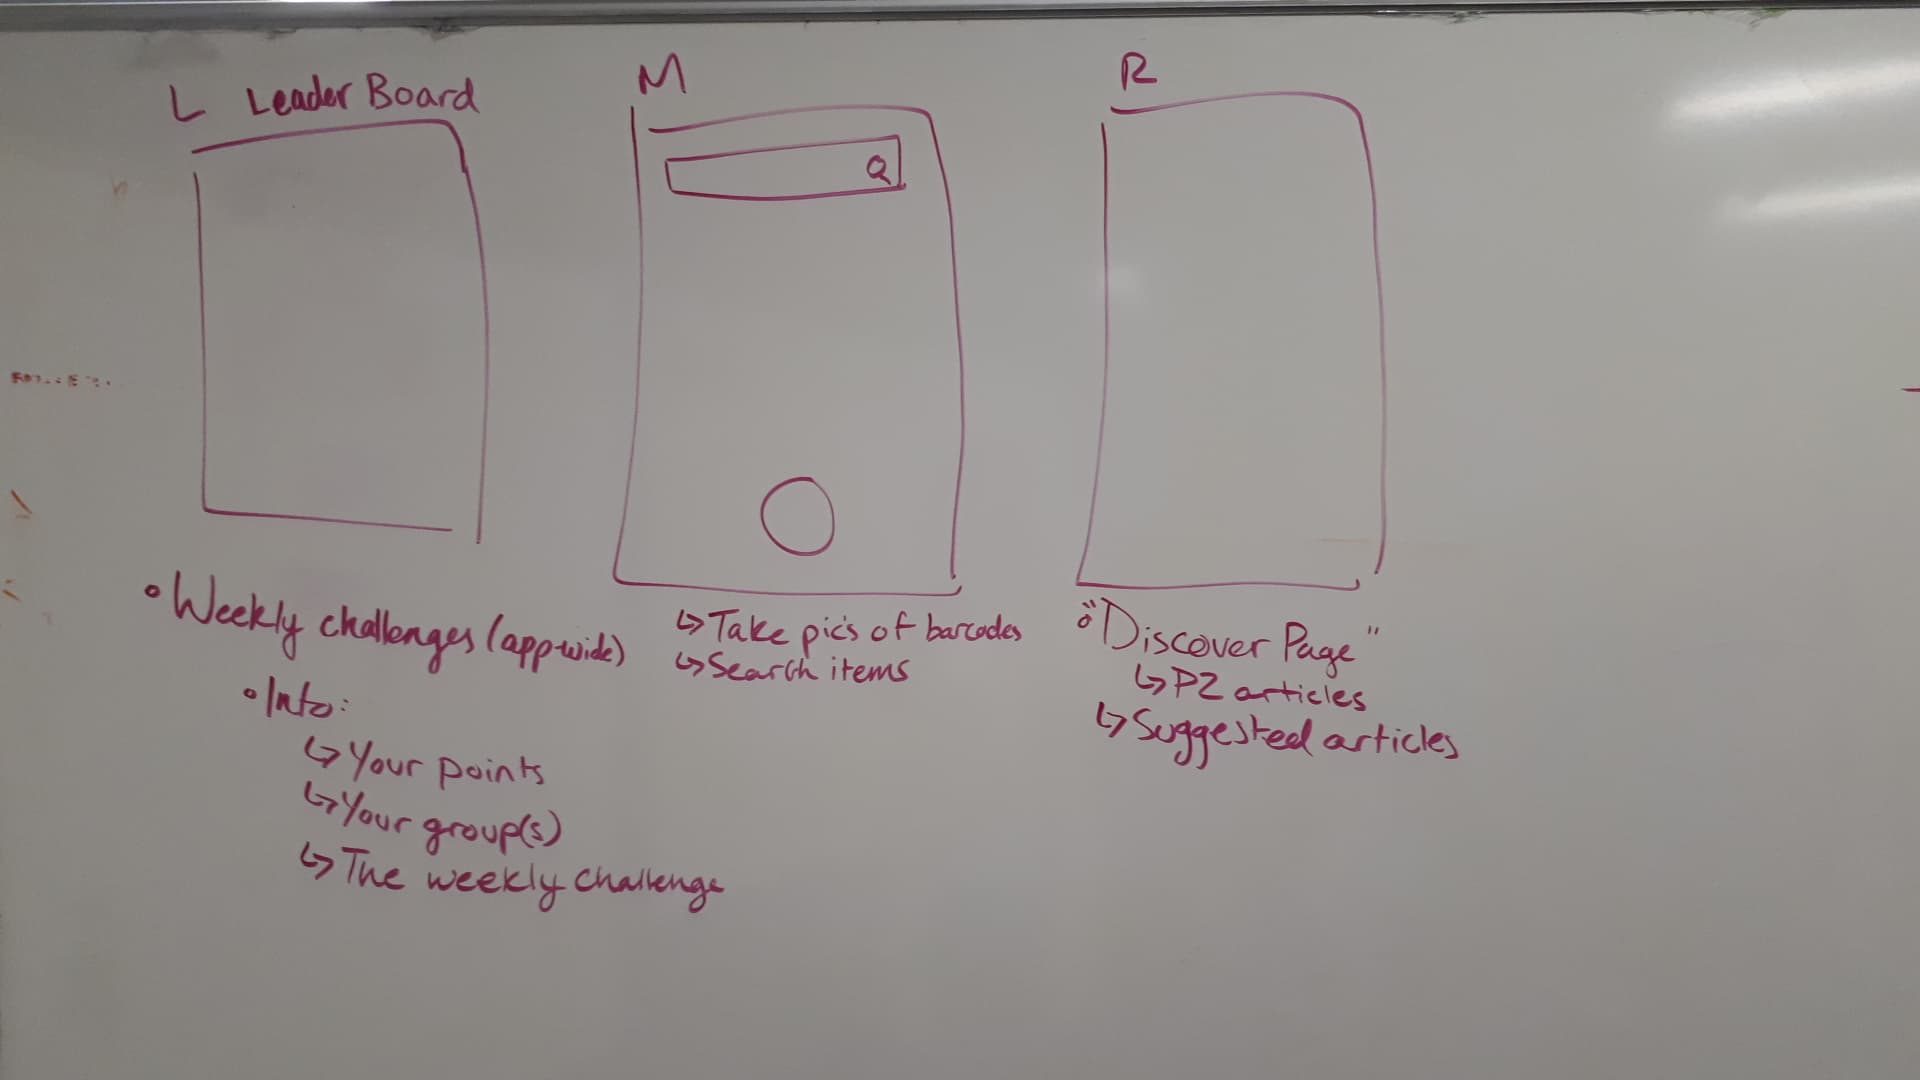 L Leader Board
M
R
• Weekly challenges (app-wide)
• Info:
↳ Your points
↳ Your group(s)
↳ The weekly challenge
↳ Take pics of barcodes
↳ Search items
• "Discover Page"
↳ PZ articles
↳ Suggested articles